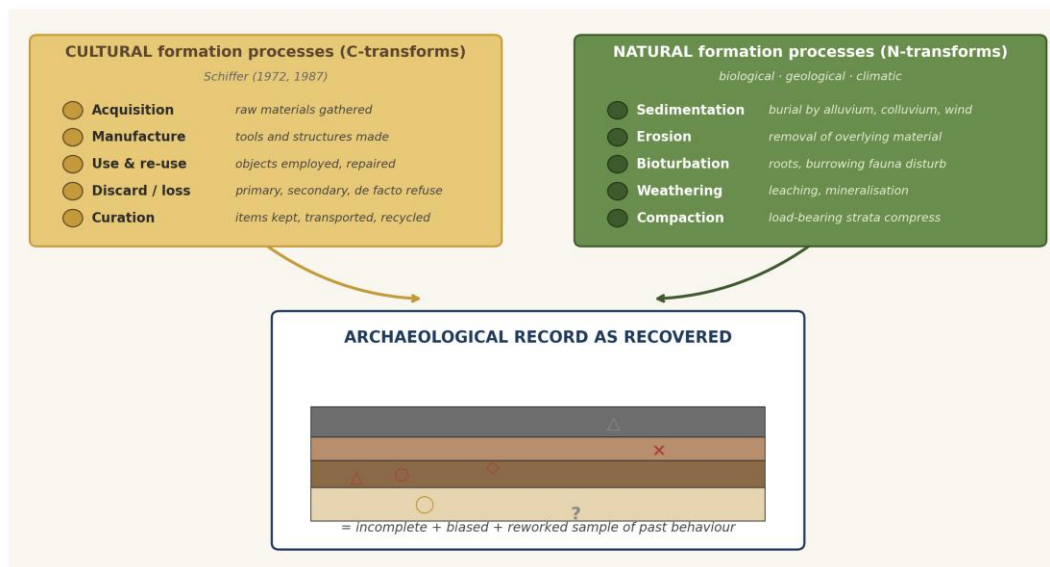 CULTURAL formation processes (C-transforms)
Schiffer (1972, 1987)
Acquisition raw materials gathered
Manufacture tools and structures made
Use & re-use objects employed, repaired
Discard / loss primary, secondary, de facto refuse
Curation items kept, transported, recycled
NATURAL formation processes (N-transforms)
biological · geological · climatic
Sedimentation burial by alluvium, colluvium, wind
Erosion removal of overlying material
Bioturbation roots, burrowing fauna disturb
Weathering leaching, mineralisation
Compaction load-bearing strata compress
ARCHAEOLOGICAL RECORD AS RECOVERED
?
= incomplete + biased + reworked sample of past behaviour